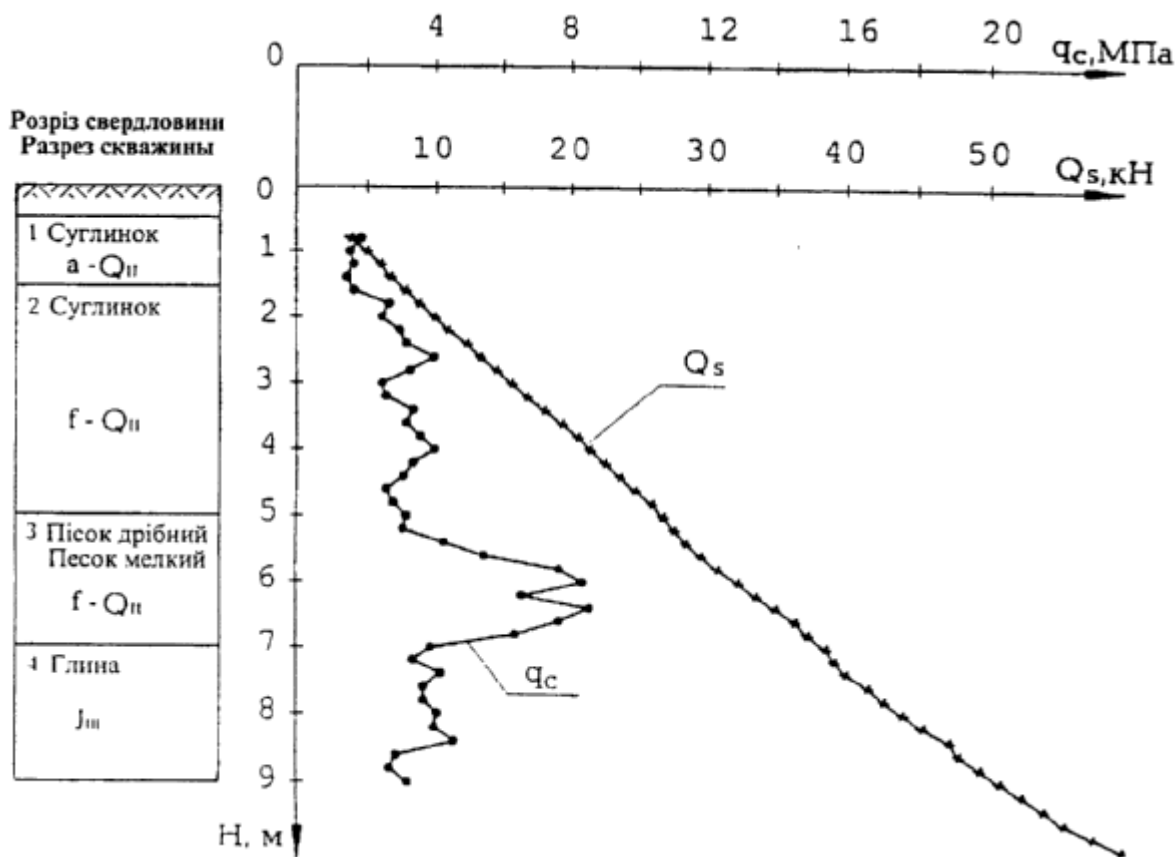 4 8 12 16 20
0 qc, МПа
Розріз свердловини
Разрез скважины
10 20 30 40 50
0 Qs, кН
1 Суглинок
a - QII
1
2 Суглинок
2
Qs
3
f - QII
4
5
3 Пісок дрібний
Песок мелкий
6
f - QII
7
4 Глина
qc
JIII
8
9
Н, м